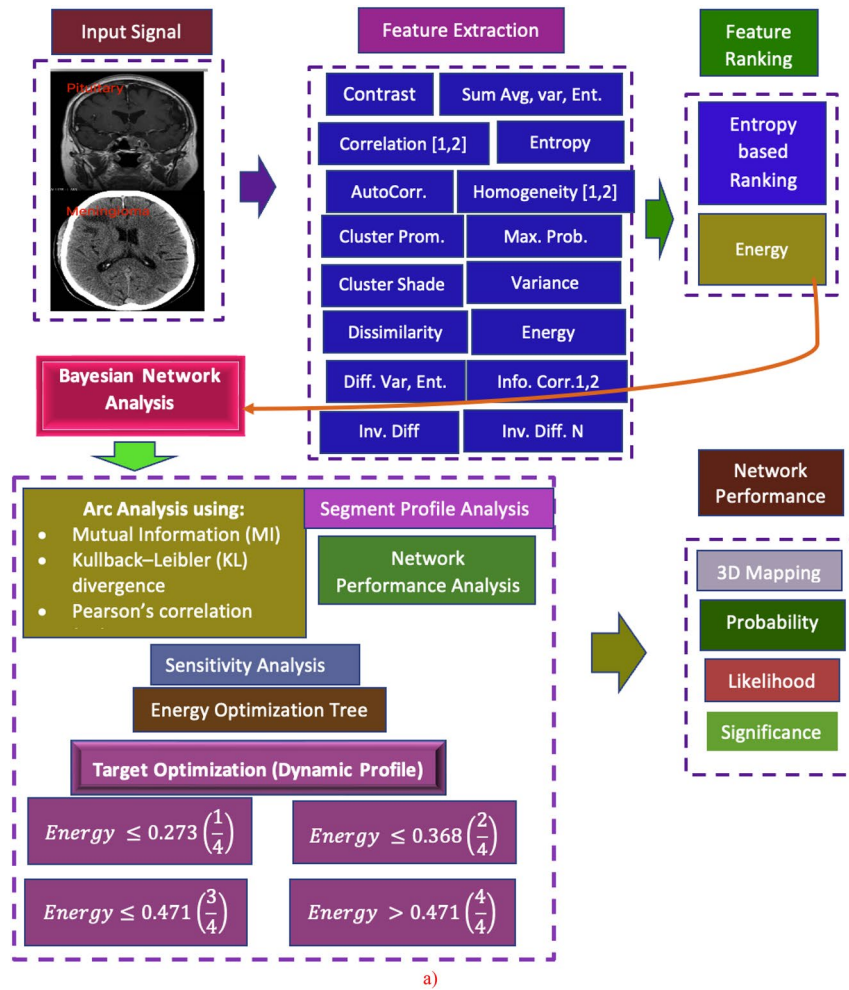 Input Signal
Feature Extraction
Feature
Ranking
Pituitary
Meningioma
Contrast
Sum Avg, var, Ent.
Correlation [1,2]
Entropy
AutoCorr.
Homogeneity [1,2]
Cluster Prom.
Max. Prob.
Cluster Shade
Variance
Dissimilarity
Energy
Diff. Var, Ent.
Info. Corr.1,2
Inv. Diff
Inv. Diff. N
Entropy
based
Ranking
Energy
Bayesian Network
Analysis
Arc Analysis using:
• Mutual Information (MI)
• Kullback–Leibler (KL)
divergence
• Pearson’s correlation
Segment Profile Analysis
Network
Performance Analysis
Sensitivity Analysis
Energy Optimization Tree
Target Optimization (Dynamic Profile)
Energy ≤ 0.273 (1/4)
Energy ≤ 0.368 (2/4)
Energy ≤ 0.471 (3/4)
Energy > 0.471 (4/4)
Network
Performance
3D Mapping
Probability
Likelihood
Significance
a)